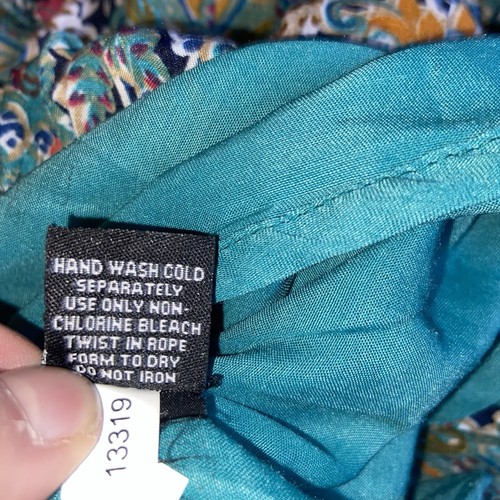 HAND WASH COLD
SEPARATELY
USE ONLY NON-
CHLORINE BLEACH
TWIST IN ROPE
FORM TO DRY
DO NOT IRON
13319